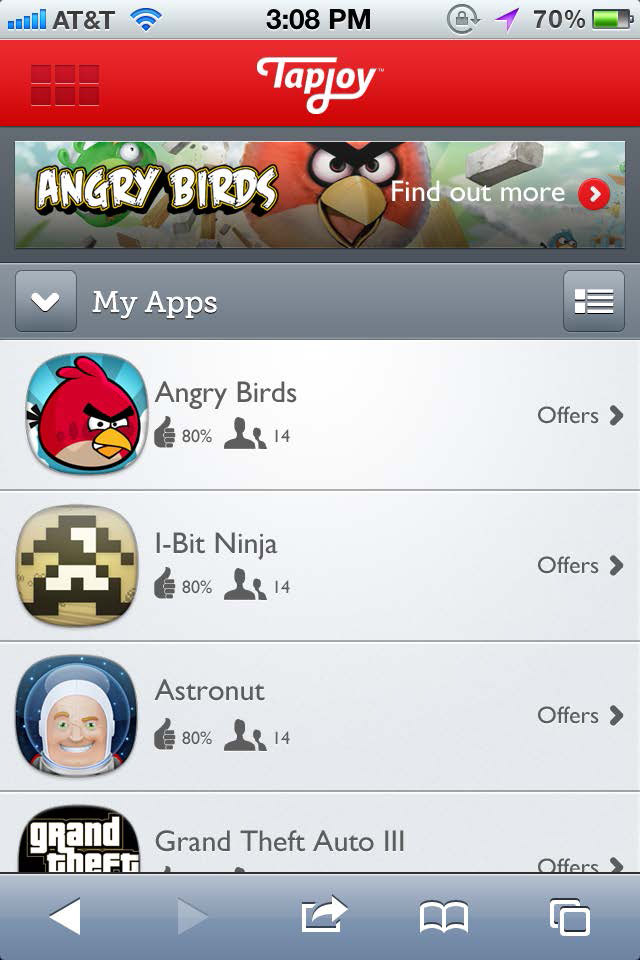 AT&T 3:08 PM 70%
Tapjoy™
ANGRY BIRDS
Find out more
My Apps
Angry Birds
80% 14
Offers
I-Bit Ninja
80% 14
Offers
Astronut
80% 14
Offers
grand
theft
Grand Theft Auto III
Offers